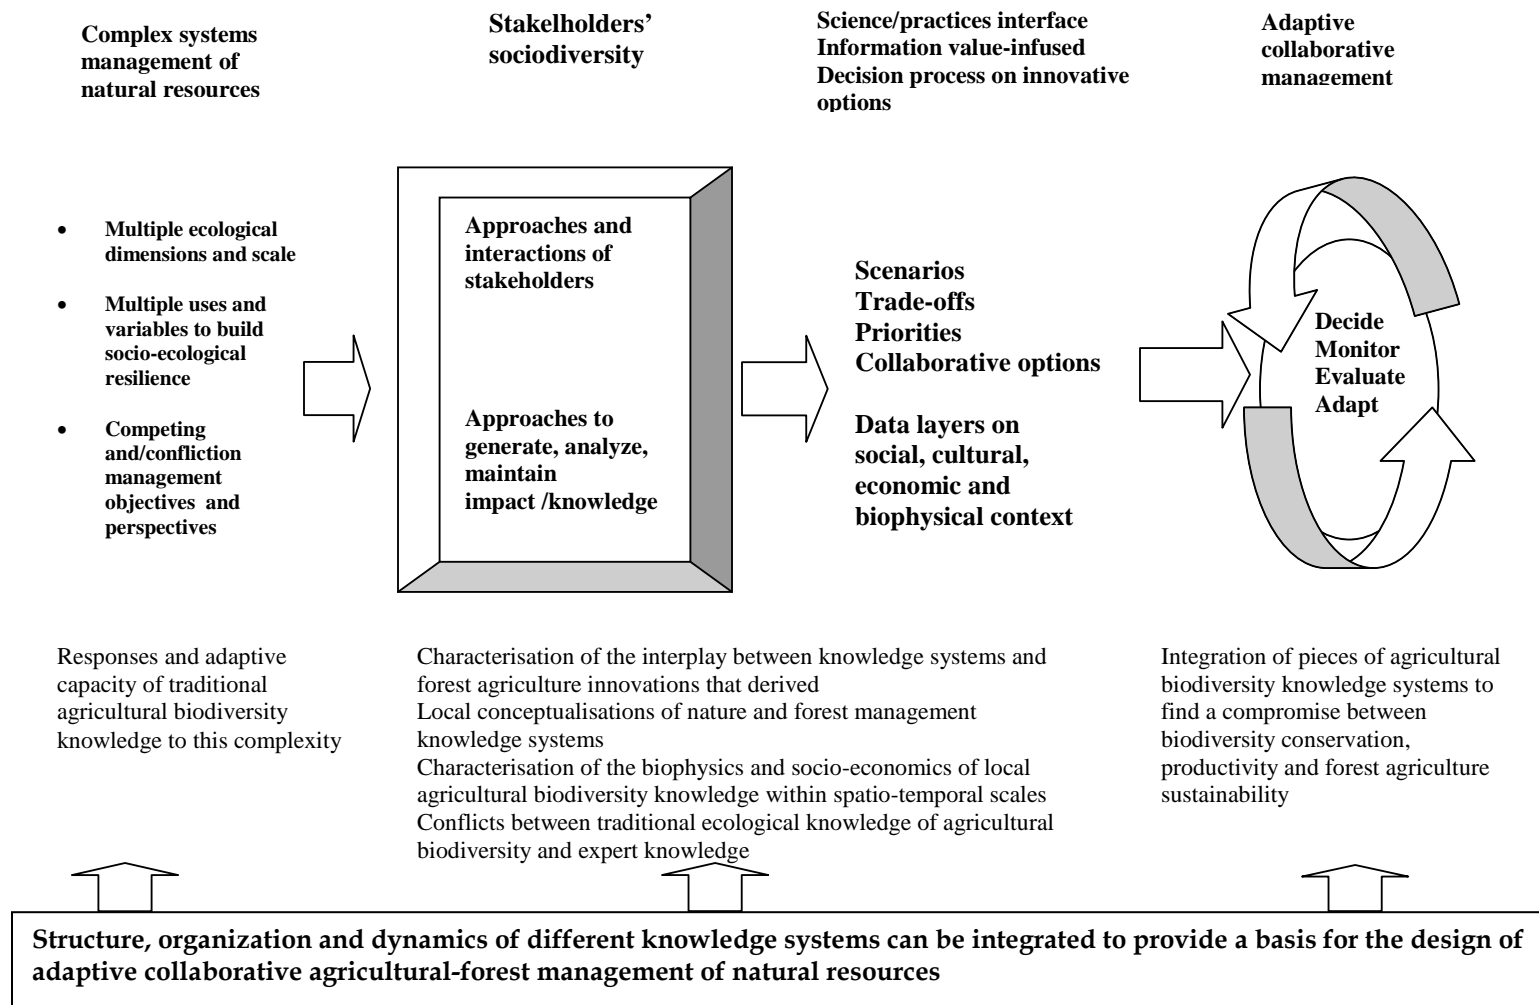 Complex systems
management of
natural resources
Stakelholders’
sociodiversity
Science/practices interface
Information value-infused
Decision process on innovative
options
Adaptive
collaborative
management
• Multiple ecological
dimensions and scale
• Multiple uses and
variables to build
socio-ecological
resilience
• Competing
and/confliction
management
objectives and
perspectives
Approaches and
interactions of
stakeholders
Approaches to
generate, analyze,
maintain
impact /knowledge
Scenarios
Trade-offs
Priorities
Collaborative options
Data layers on
social, cultural,
economic and
biophysical context
Decide
Monitor
Evaluate
Adapt
Responses and adaptive
capacity of traditional
agricultural biodiversity
knowledge to this complexity
Characterisation of the interplay between knowledge systems and
forest agriculture innovations that derived
Local conceptualisations of nature and forest management
knowledge systems
Characterisation of the biophysics and socio-economics of local
agricultural biodiversity knowledge within spatio-temporal scales
Conflicts between traditional ecological knowledge of agricultural
biodiversity and expert knowledge
Integration of pieces of agricultural
biodiversity knowledge systems to
find a compromise between
biodiversity conservation,
productivity and forest agriculture
sustainability
Structure, organization and dynamics of different knowledge systems can be integrated to provide a basis for the design of
adaptive collaborative agricultural-forest management of natural resources